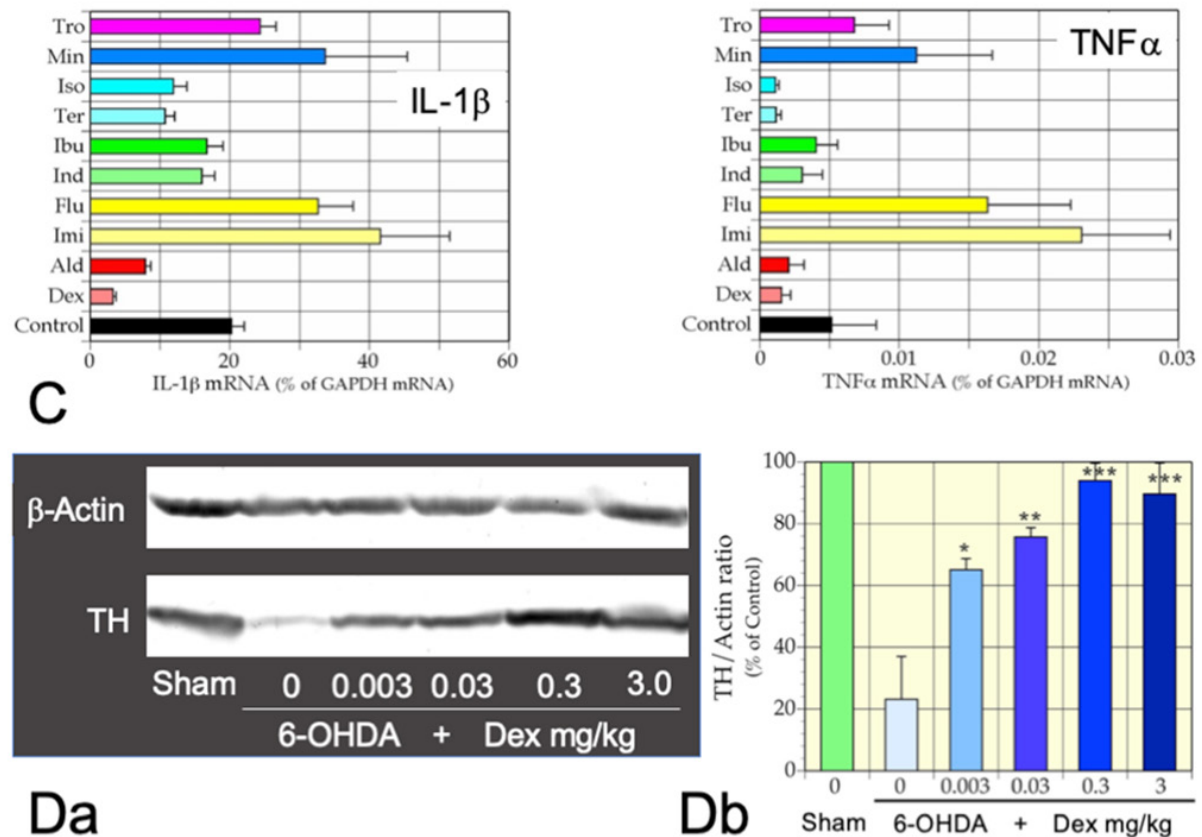 Tro
Min
Iso
Ter
Ibu
Ind
Flu
Imi
Ald
Dex
Control
IL-1β
0 20 40 60
IL-1β mRNA (% of GAPDH mRNA)
Tro
Min
Iso
Ter
Ibu
Ind
Flu
Imi
Ald
Dex
Control
TNFα
0 0.01 0.02 0.03
TNFα mRNA (% of GAPDH mRNA)
C
β-Actin
TH
Sham 0 0.003 0.03 0.3 3.0
6-OHDA + Dex mg/kg
Da
TH/Actin ratio
(% of Control)
100
80
60
40
20
0
* ** *** ***
0 0 0.003 0.03 0.3 3
Sham 6-OHDA + Dex mg/kg
Db